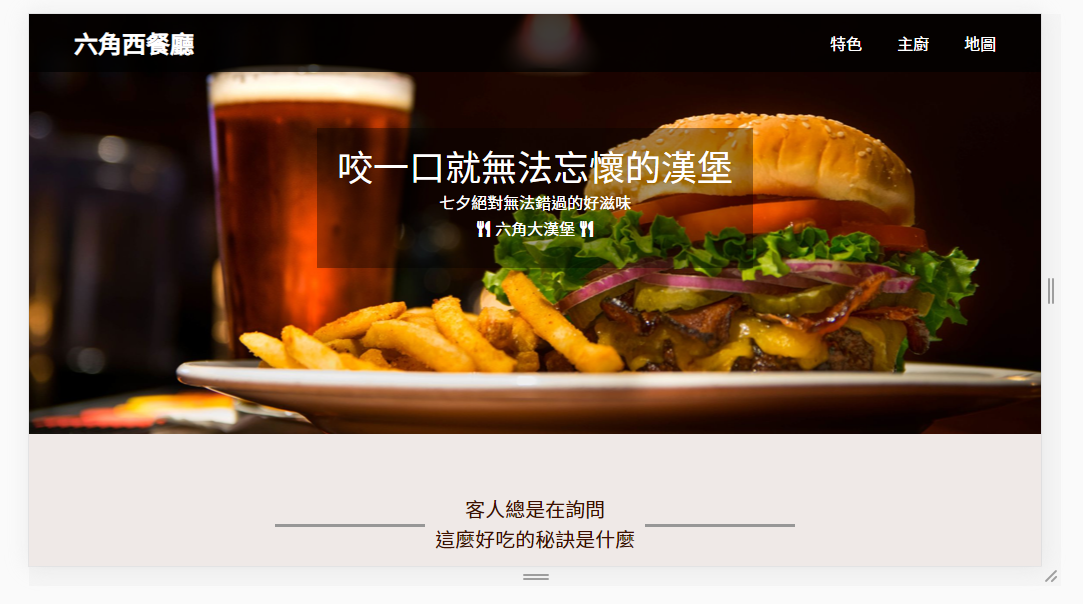 六角西餐廳
特色 主廚 地圖
咬一口就無法忘懷的漢堡
七夕絕對無法錯過的好滋味
六角大漢堡
客人總是在詢問
這麼好吃的秘訣是什麼